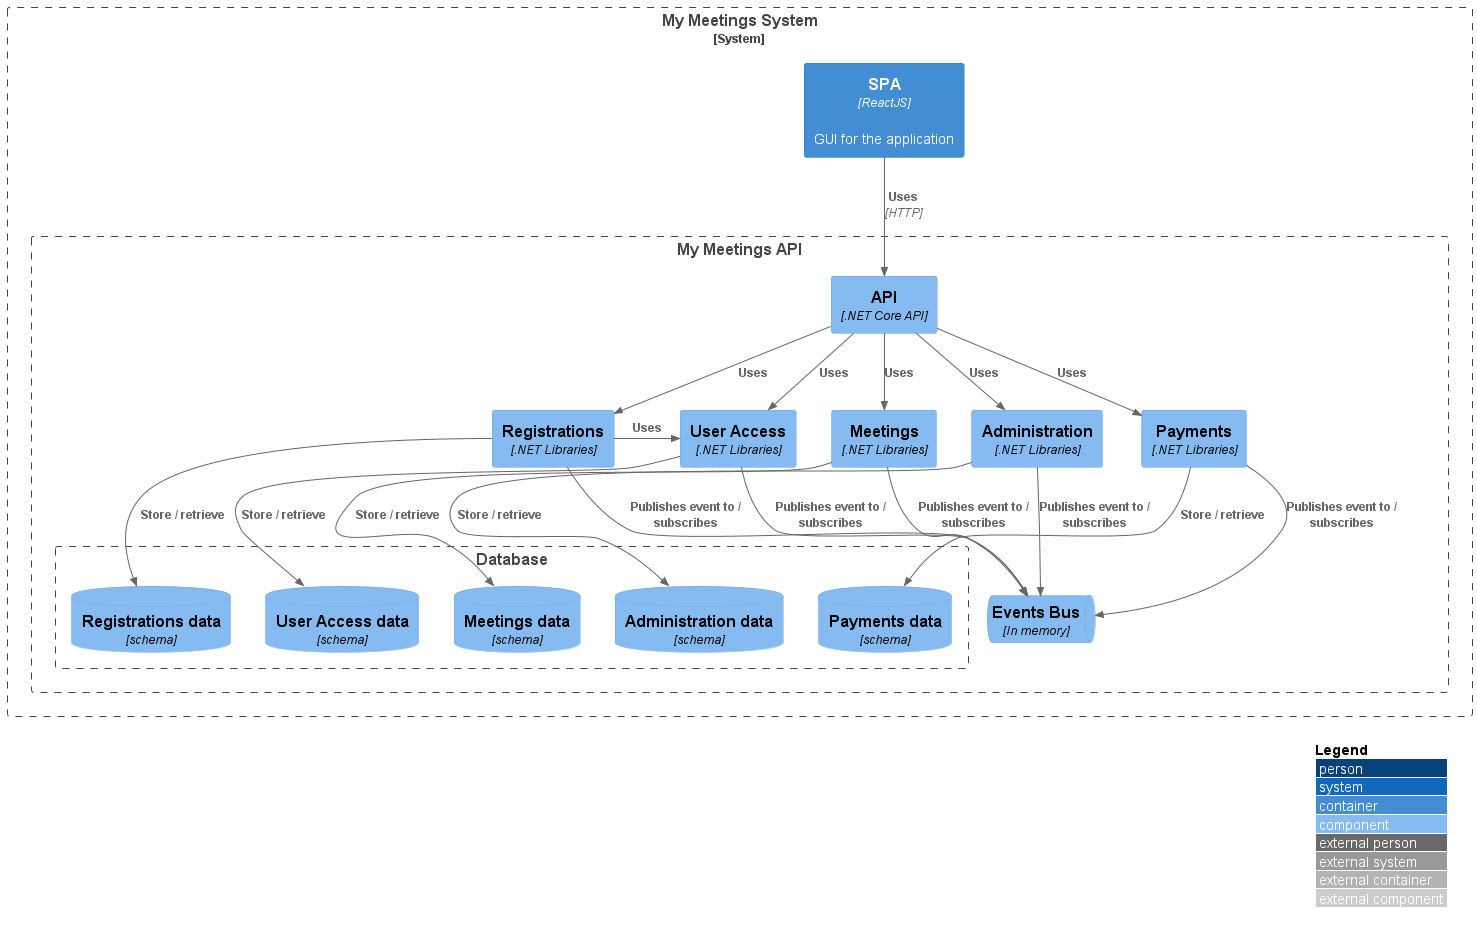 My Meetings System
[System]
SPA
[ReactJS]
GUI for the application
Uses
[HTTP]
My Meetings API
API
[.NET Core API]
Uses
Uses
Uses
Uses
Uses
Registrations
[.NET Libraries]
Uses
User Access
[.NET Libraries]
Meetings
[.NET Libraries]
Administration
[.NET Libraries]
Payments
[.NET Libraries]
Store / retrieve
Store / retrieve
Store / retrieve
Store / retrieve
Publishes event to /
subscribes
Publishes event to /
subscribes
Publishes event to /
subscribes
Publishes event to /
subscribes
Store / retrieve
Publishes event to /
subscribes
Database
Registrations data
[schema]
User Access data
[schema]
Meetings data
[schema]
Administration data
[schema]
Payments data
[schema]
Events Bus
[In memory]
Legend
person
system
container
component
external person
external system
external container
external component